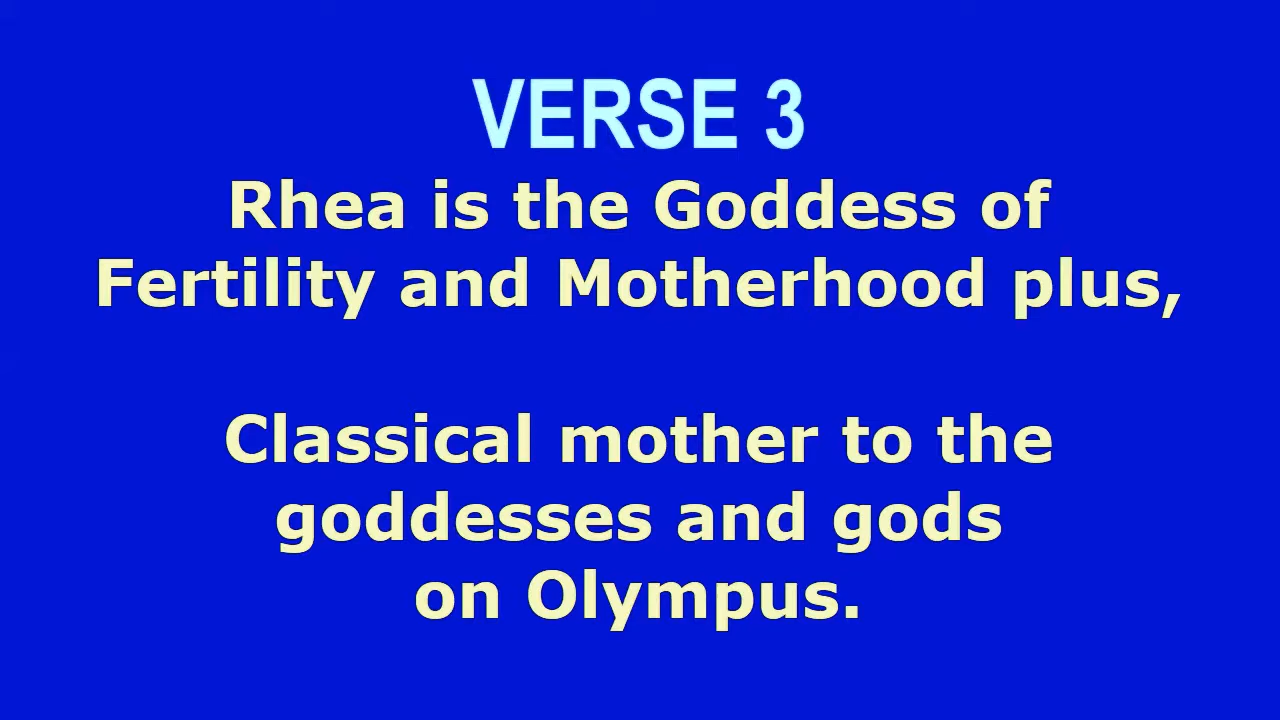 VERSE 3
Rhea is the Goddess of
Fertility and Motherhood plus,
Classical mother to the
goddesses and gods
on Olympus.